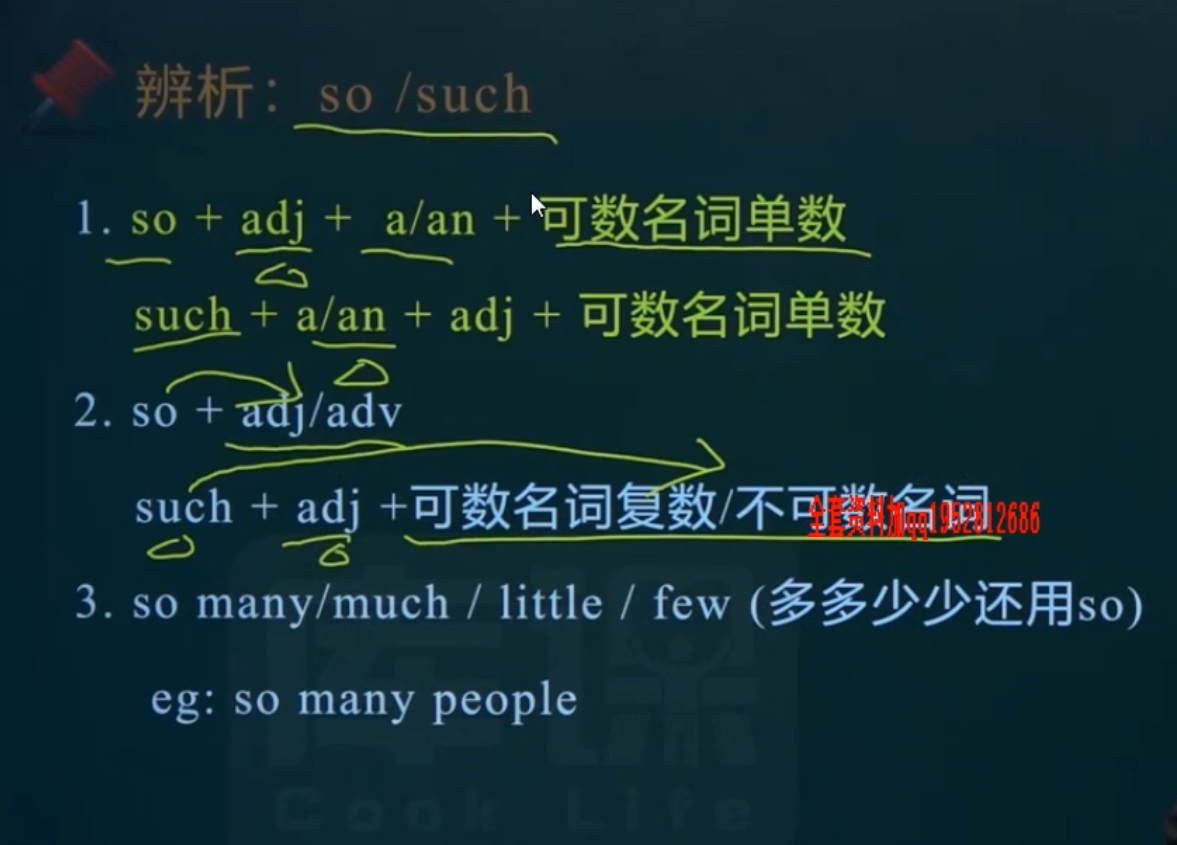 辨析：so /such
1. so + adj + a/an + 可数名词单数
such + a/an + adj + 可数名词单数
2. so + adj/adv
such + adj +可数名词复数/不可数名词
全套资料加qq1952812686
3. so many/much / little / few (多多少少还用so)
eg: so many people
库课
Cook Life